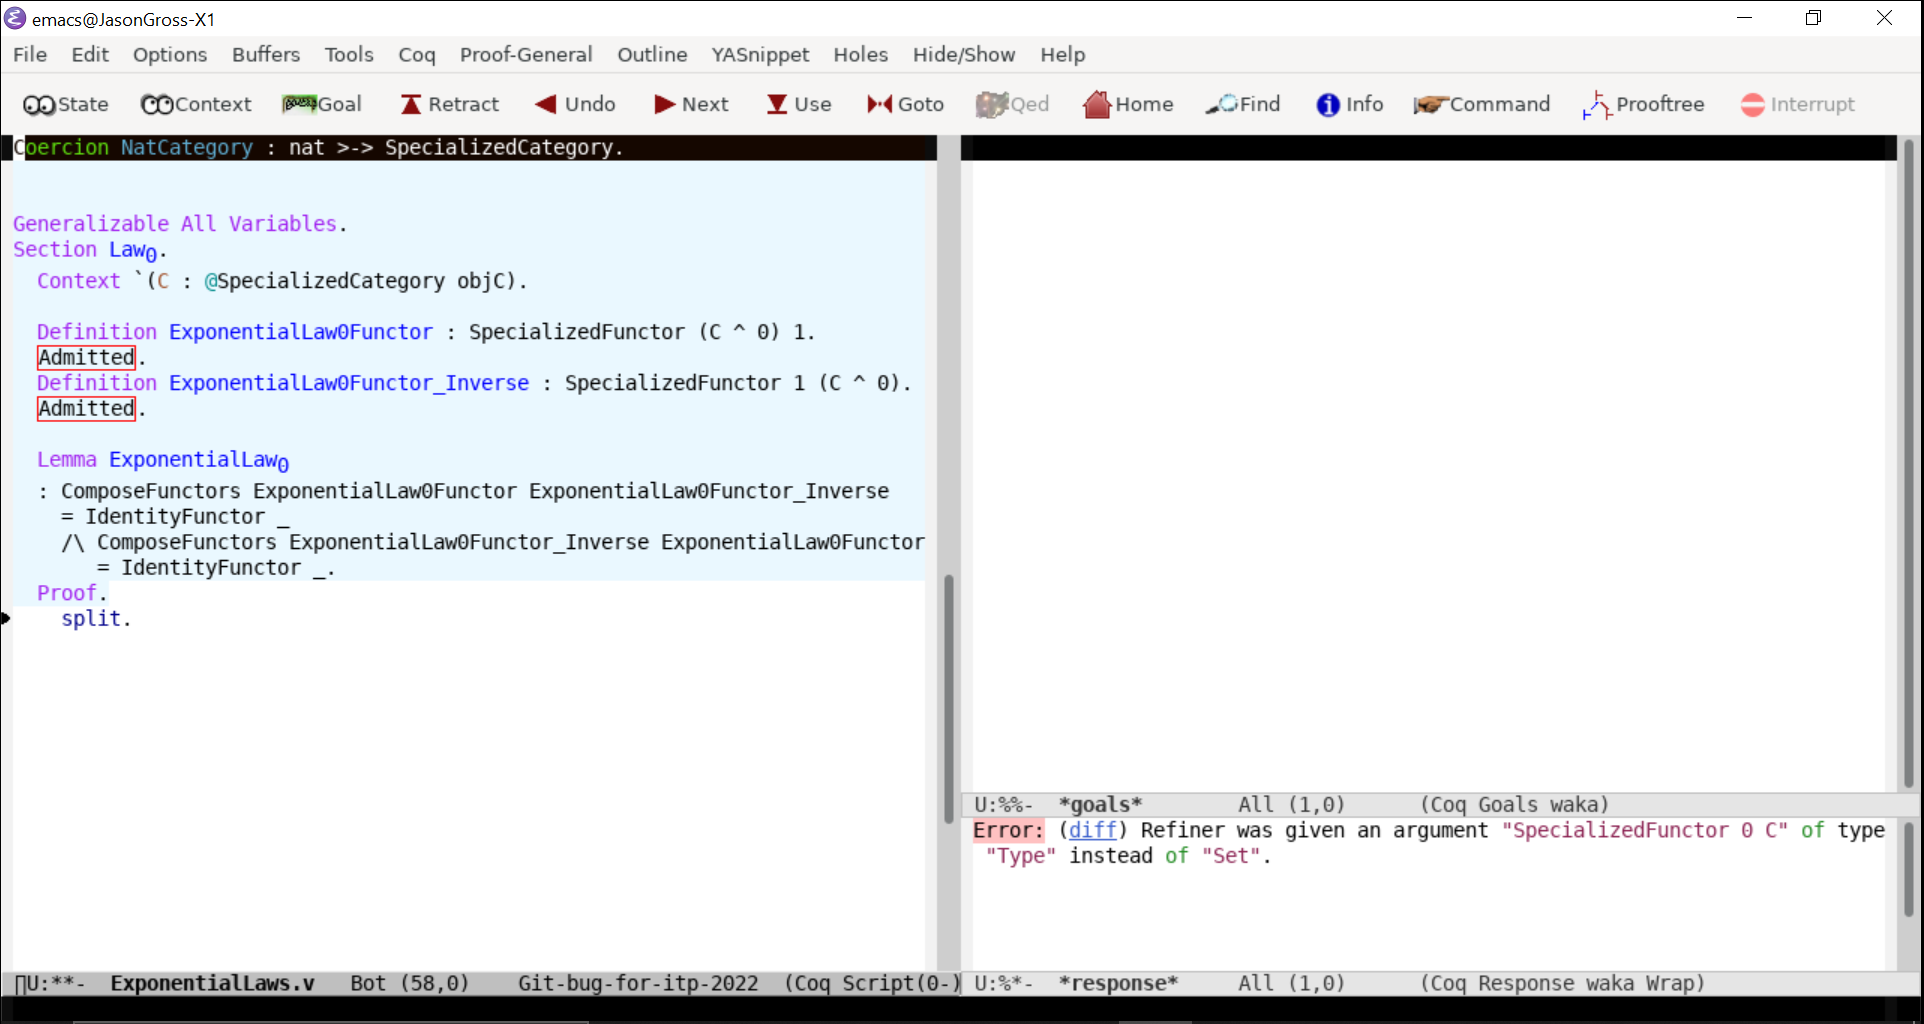 emacs@JasonGross-X1
File Edit Options Buffers Tools Coq Proof-General Outline YASnippet Holes Hide/Show Help
State Context Goal Retract Undo Next Use Goto Qed Home Find Info Command Prooftree Interrupt
Coercion NatCategory : nat >-> SpecializedCategory.
Generalizable All Variables.
Section Law₀.
Context `(C : @SpecializedCategory objC).
Definition ExponentialLaw0Functor : SpecializedFunctor (C ^ 0) 1.
Admitted.
Definition ExponentialLaw0Functor_Inverse : SpecializedFunctor 1 (C ^ 0).
Admitted.
Lemma ExponentialLaw₀
: ComposeFunctors ExponentialLaw0Functor ExponentialLaw0Functor_Inverse
= IdentityFunctor _
/\ ComposeFunctors ExponentialLaw0Functor_Inverse ExponentialLaw0Functor
= IdentityFunctor _.
Proof.
split.
U:**- ExponentialLaws.v Bot (58,0) Git-bug-for-itp-2022 (Coq Script(0-)
U:%%- *goals* All (1,0) (Coq Goals waka)
Error: (diff) Refiner was given an argument "SpecializedFunctor 0 C" of type
"Type" instead of "Set".
U:%*- *response* All (1,0) (Coq Response waka Wrap)